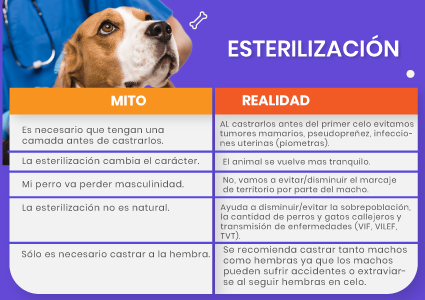 ESTERILIZACIÓN
MITO
REALIDAD
Es necesario que tengan una
camada antes de castrarlos.
AL castrarlos antes del primer celo evitamos
tumores mamarios, pseudopreñez, infeccio-
nes uterinas (piometras).
La esterilización cambia el carácter.
El animal se vuelve mas tranquilo.
Mi perro va perder masculinidad.
No, vamos a evitar/disminuir el marcaje
de territorio por parte del macho.
La esterilización no es natural.
Ayuda a disminuir/evitar la sobrepoblación,
la cantidad de perros y gatos callejeros y
transmisión de enfermedades (VIF, VILEF,
TVT).
Sólo es necesario castrar a la hembra.
Se recomienda castrar tanto machos
como hembras ya que los machos
pueden sufrir accidentes o extraviar-
se al seguir hembras en celo.